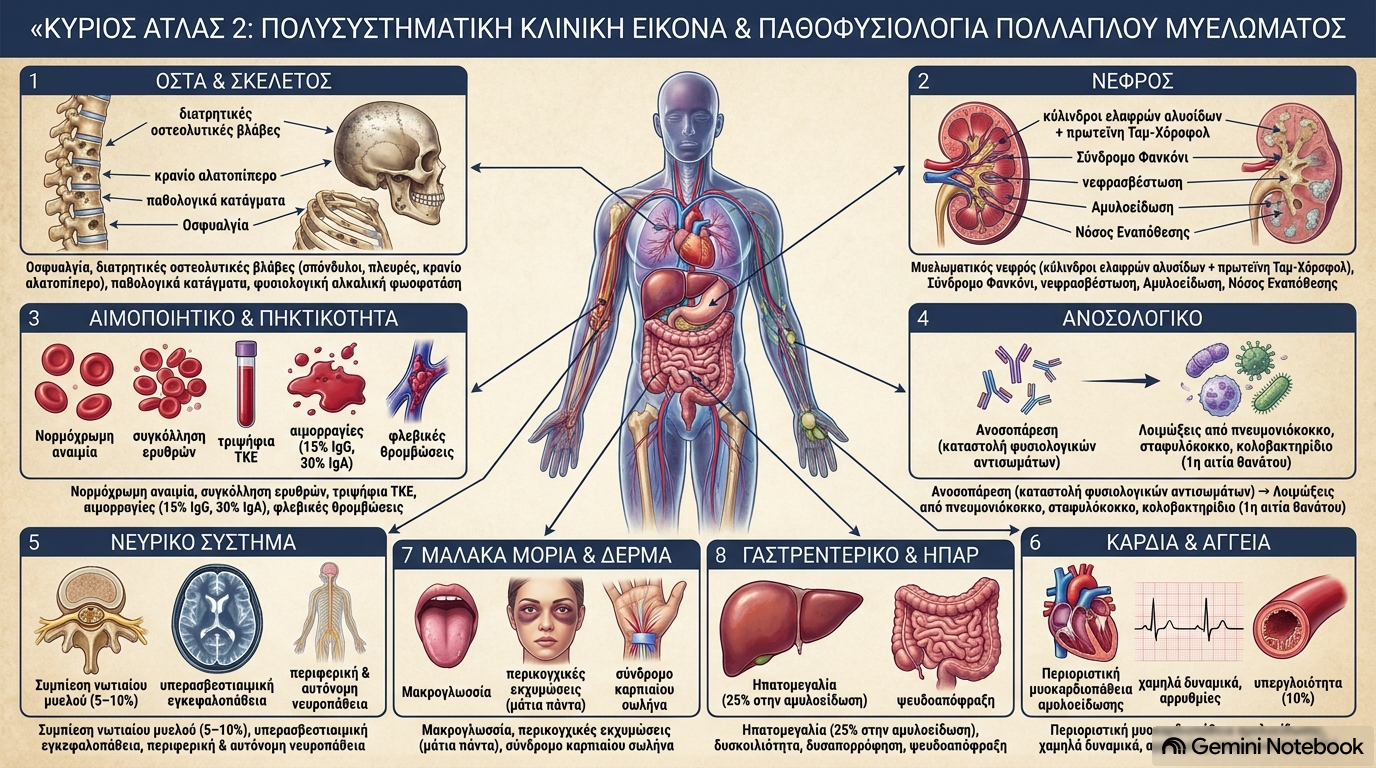 «ΚΥΡΙΟΣ ΑΤΛΑΣ 2: ΠΟΛΥΣΥΣΤΗΜΑΤΙΚΗ ΚΛΙΝΙΚΗ ΕΙΚΟΝΑ & ΠΑΘΟΦΥΣΙΟΛΟΓΙΑ ΠΟΛΛΑΠΛΟΥ ΜΥΕΛΩΜΑΤΟΣ
1 ΟΣΤΑ & ΣΚΕΛΕΤΟΣ
διατρητικές
οστεολυτικές βλάβες
κρανίο αλατοπίπερο
παθολογικά κατάγματα
Οσφυαλγία
Οσφυαλγία, διατρητικές οστεολυτικές βλάβες (σπόνδυλοι, πλευρές, κρανίο
αλατοπίπερο), παθολογικά κατάγματα, φυσιολογική αλκαλική φωοφατάση
2 ΝΕΦΡΟΣ
κύλινδροι ελαφρών αλυσίδων
+ πρωτεΐνη Ταμ-Χόρσφολ
Σύνδρομο Φανκόνι
νεφρασβέστωση
Αμυλοείδωση
Νόσος Εναπόθεσης
Μυελωματικός νεφρός (κύλινδροι ελαφρών αλυσίδων + πρωτεΐνη Ταμ-Χόρσφολ),
Σύνδρομο Φανκόνι, νεφρασβέστωση, Αμυλοείδωση, Νόσος Εναπόθεσης
3 ΑΙΜΟΠΟΙΗΤΙΚΟ & ΠΗΚΤΙΚΟΤΗΤΑ
Νορμόχρωμη
αναιμία
συγκόλληση
ερυθρών
τριψήφια
ΤΚΕ
αιμορραγίες
(15% IgG,
30% IgA)
φλεβικές
θρομβώσεις
Νορμόχρωμη αναιμία, συγκόλληση ερυθρών, τριψήφια ΤΚΕ,
αιμορραγίες (15% IgG, 30% IgA), φλεβικές θρομβώσεις
4 ΑΝΟΣΟΛΟΓΙΚΟ
Ανοσοπάρεση
(καταστολή φυσιολογικών
αντισωμάτων)
Λοιμώξεις από πνευμονιόκοκκο,
σταφυλόκοκκο, κολοβακτηρίδιο
(1η αιτία θανάτου)
Ανοσοπάρεση (καταστολή φυσιολογικών αντισωμάτων) → Λοιμώξεις
από πνευμονιόκοκκο, σταφυλόκοκκο, κολοβακτηρίδιο (1η αιτία θανάτου)
5 ΝΕΥΡΙΚΟ ΣΥΣΤΗΜΑ
Συμπίεση νωτιαίου
μυελού (5–10%)
υπερασβεστιαιμική
εγκεφαλοπάθεια
περιφερική &
αυτόνομη
νευροπάθεια
Συμπίεση νωτιαίου μυελού (5–10%), υπερασβεστιαιμική
εγκεφαλοπάθεια, περιφερική & αυτόνομη νευροπάθεια
7 ΜΑΛΑΚΑ ΜΟΡΙΑ & ΔΕΡΜΑ
Μακρογλωσσία
περικογχικές
εκχυμώσεις
(μάτια πάντα)
σύνδρομο
καρπιαίου
σωλήνα
Μακρογλωσσία, περικογχικές εκχυμώσεις
(μάτια πάντα), σύνδρομο καρπιαίου σωλήνα
8 ΓΑΣΤΡΕΝΤΕΡΙΚΟ & ΗΠΑΡ
Ηπατομεγαλία
(25% στην αμυλοείδωση)
ψευδοαπόφραξη
Ηπατομεγαλία (25% στην αμυλοείδωση),
δυσκοιλιότητα, δυσαπορρόφηση, ψευδοαπόφραξη
6 ΚΑΡΔΙΑ & ΑΓΓΕΙΑ
Περιοριστική
μυοκαρδιοπάθεια
αμυλοείδωσης
χαμηλά δυναμικά,
αρρυθμίες
υπεργλοιότητα
(10%)
Περιοριστική
χαμηλά δυναμικά,
Gemini Notebook